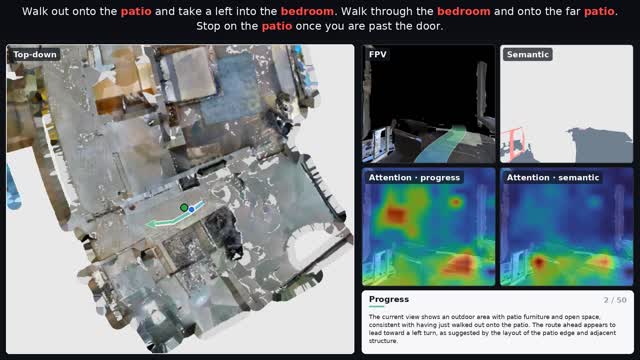 Walk out onto the patio and take a left into the bedroom. Walk through the bedroom and onto the far patio.
Stop on the patio once you are past the door.
Top-down
FPV
Semantic
Attention · progress
Attention · semantic
Progress
2 / 50
The current view shows an outdoor area with patio furniture and open space,
consistent with having just walked out onto the patio. The route ahead appears to
lead toward a left turn, as suggested by the layout of the patio edge and adjacent
structure.